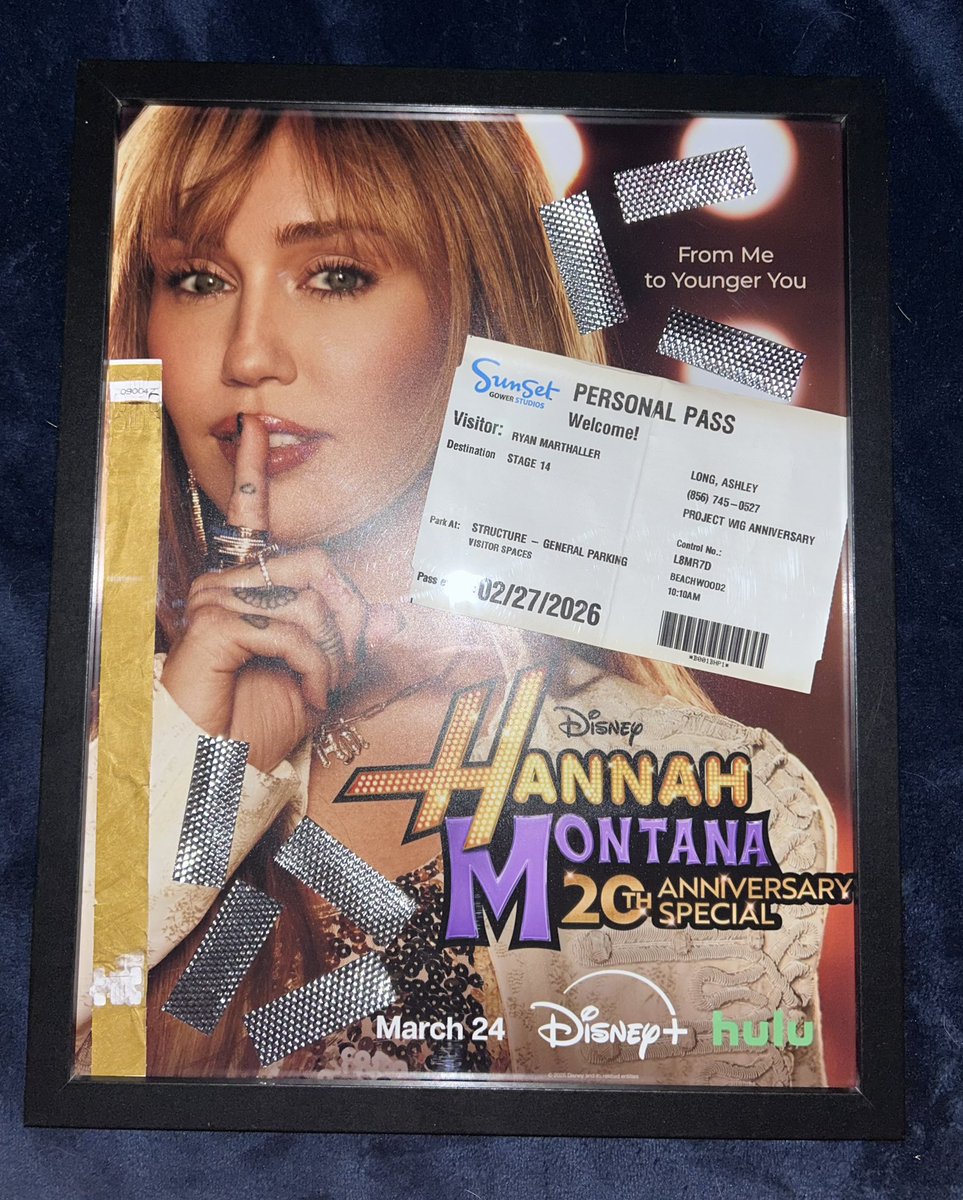 From Me
to Younger You
09004
SunSet
GOWER STUDIOS
PERSONAL PASS
Welcome!
Visitor: RYAN MARTHALLER
Destination STAGE 14
Park At: STRUCTURE – GENERAL PARKING
VISITOR SPACES
02/27/2026
LONG, ASHLEY
(856) 745-0527
PROJECT WIG ANNIVERSARY
Control No.:
L8MR7D
BEACHWOOD2
10:10AM
*B001BHP1*
Disney
HANNAH
MONTANA
20TH ANNIVERSARY
SPECIAL
March 24
Disney+
hulu